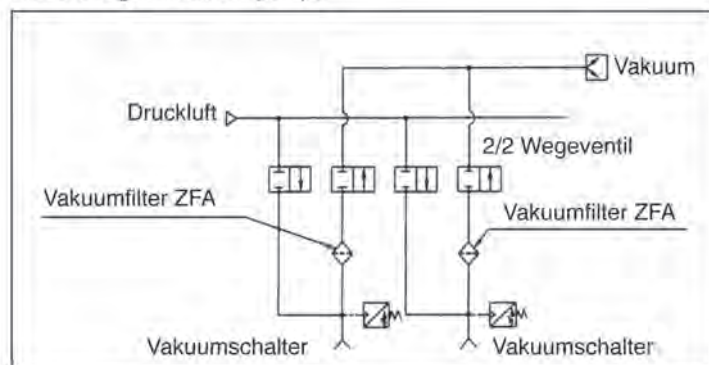 Vakuum
Druckluft
2/2 Wegeventil
Vakuumfilter ZFA
Vakuumfilter ZFA
Vakuumschalter
Vakuumschalter